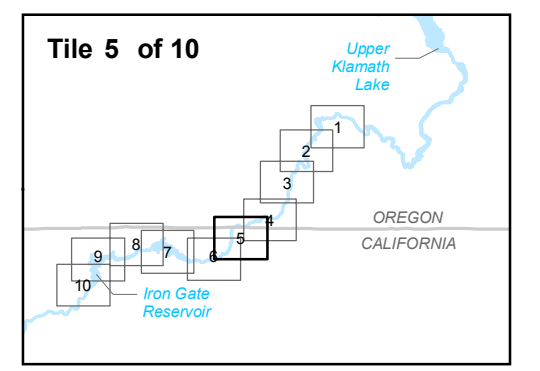 Tile 5 of 10
Upper
Klamath
Lake
1
2
3
4
OREGON
5
CALIFORNIA
8
7
6
9
10
Iron Gate
Reservoir